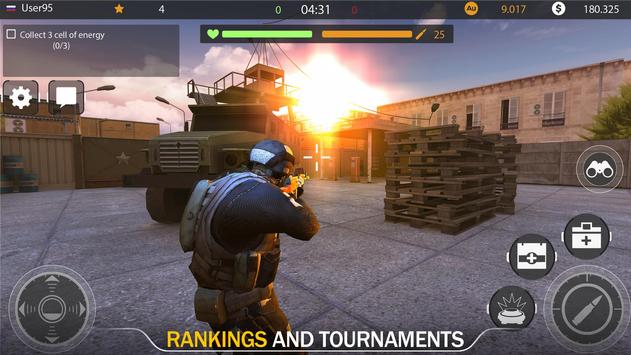 User95
4
0
04:31
0
Au
9.017
$
180.325
Collect 3 cell of energy
(0/3)
25
RANKINGS AND TOURNAMENTS